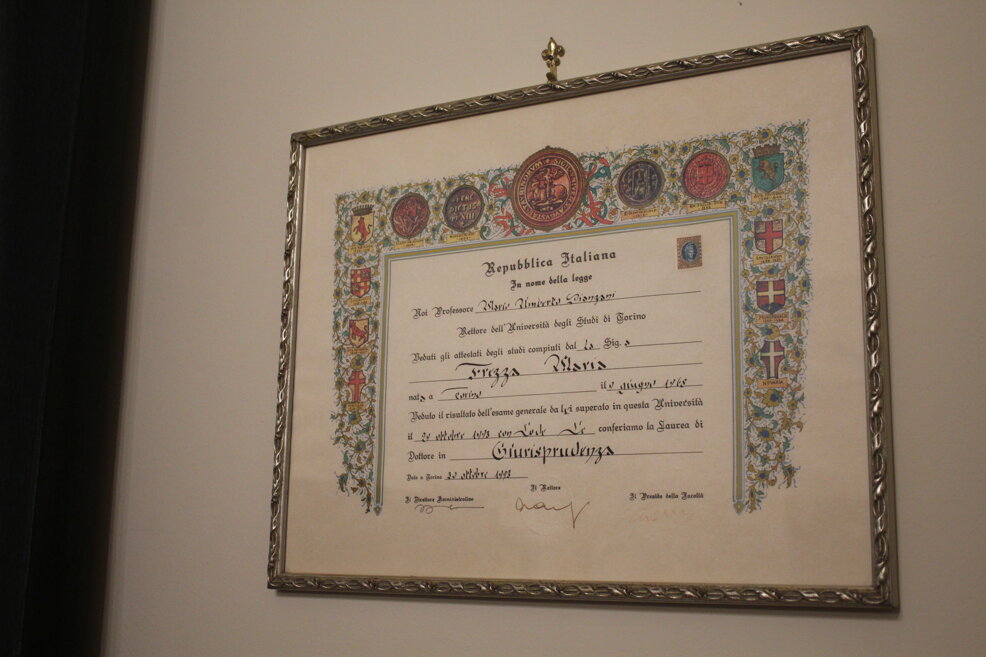 Repubblica Italiana
In nome della legge
Noi Professore Mario Umberto Dianzani
Rettore dell'Università degli Studi di Torino
Veduti gli attestati degli studi compiuti dal la Sig.a
Frezza Maria
nata a Torino il 9 giugno 1968
Veduto il risultato dell'esame generale da lei superato in questa Università
il 20 ottobre 1993 con Lode Le conferiamo la Laurea di
Dottore in Giurisprudenza
Dato a Torino 20 ottobre 1993
Il Direttore Amministrativo Il Rettore Il Preside della Facoltà